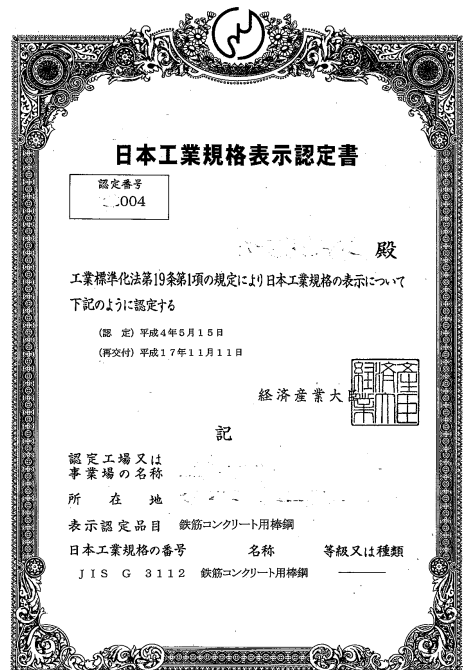 日本工業規格表示認定書
認定番号
004
殿
工業標準化法第19条第1項の規定により日本工業規格の表示について
下記のように認定する
(認 定) 平成4年5月15日
(再交付) 平成17年11月11日
経済産業大臣
記
認定工場又は
事業場の名称
所 在 地
表示認定品目 鉄筋コンクリート用棒鋼
日本工業規格の番号 名称 等級又は種類
JIS G 3112 鉄筋コンクリート用棒鋼 ―――